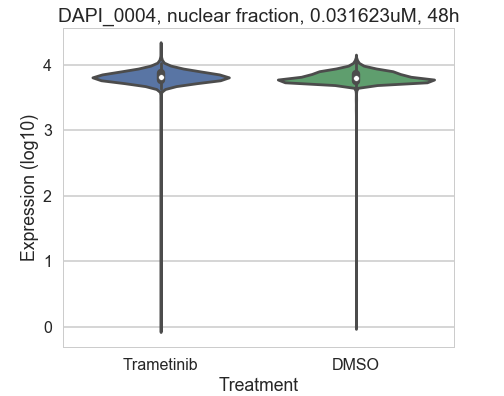 DAPI_0004, nuclear fraction, 0.031623uM, 48h
Expression (log10)
4
3
2
1
0
Trametinib DMSO
Treatment